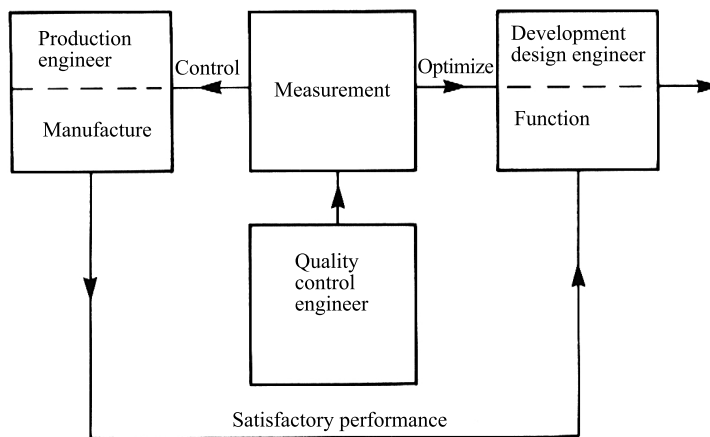 Production
engineer
Manufacture
Control
Measurement
Optimize
Development
design engineer
Function
Quality
control
engineer
Satisfactory performance